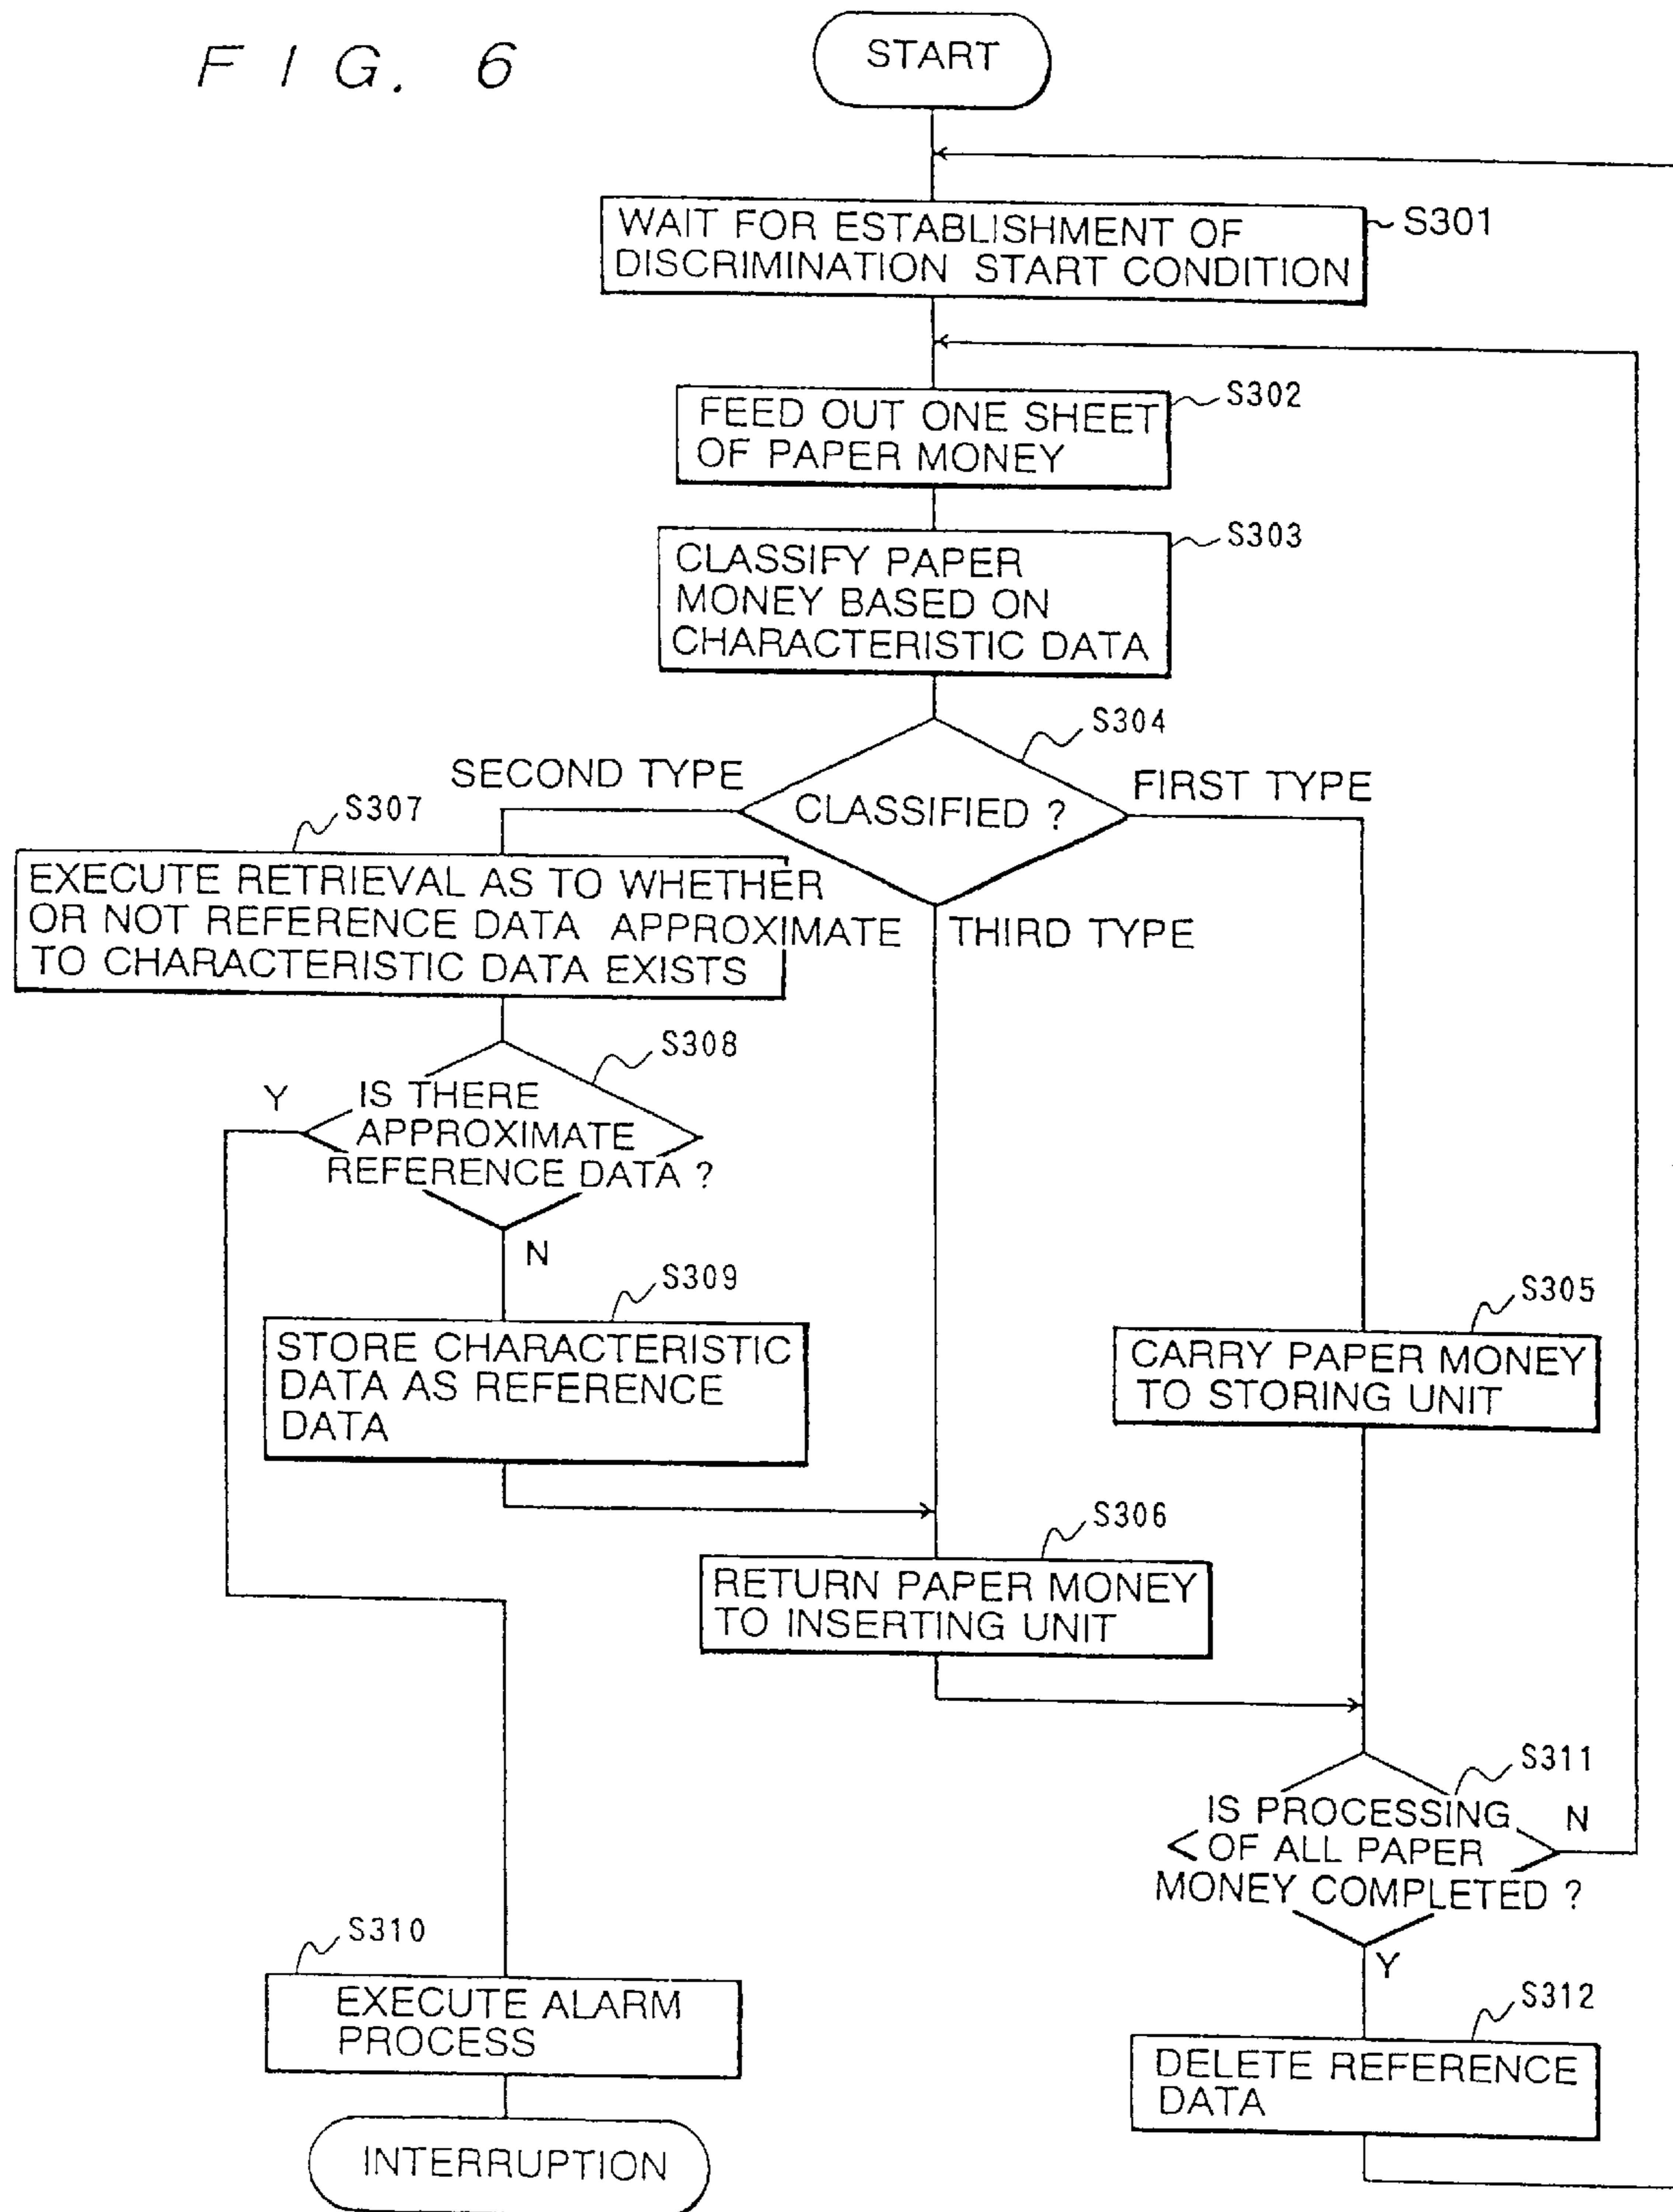 FIG. 6
START
WAIT FOR ESTABLISHMENT OF
DISCRIMINATION START CONDITION
S301
FEED OUT ONE SHEET
OF PAPER MONEY
S302
CLASSIFY PAPER
MONEY BASED ON
CHARACTERISTIC DATA
S303
S304
SECOND TYPE
CLASSIFIED ?
FIRST TYPE
THIRD TYPE
S307
EXECUTE RETRIEVAL AS TO WHETHER
OR NOT REFERENCE DATA APPROXIMATE
TO CHARACTERISTIC DATA EXISTS
S308
Y
IS THERE
APPROXIMATE
REFERENCE DATA ?
N
S309
STORE CHARACTERISTIC
DATA AS REFERENCE
DATA
S305
CARRY PAPER MONEY
TO STORING UNIT
S306
RETURN PAPER MONEY
TO INSERTING UNIT
S311
IS PROCESSING
OF ALL PAPER
MONEY COMPLETED ?
N
Y
S310
EXECUTE ALARM
PROCESS
S312
DELETE REFERENCE
DATA
INTERRUPTION